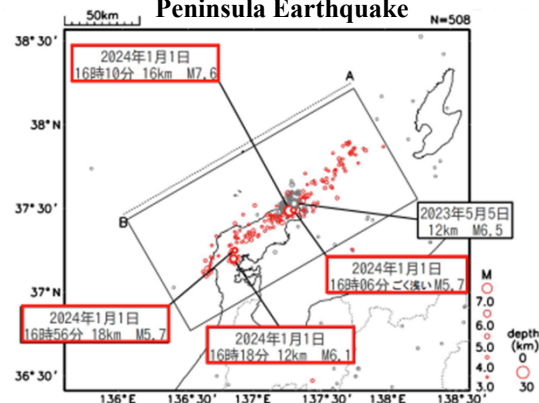 Peninsula Earthquake
50km
N=508
38°30'
2024年1月1日
16時10分 16km M7.6
A
38°N
37°30'
B
2023年5月5日
12km M6.5
2024年1月1日
16時06分 ごく浅い M5.7
37°N
2024年1月1日
16時56分 18km M5.7
2024年1月1日
16時18分 12km M6.1
M
7.0
6.0
5.0
4.0
3.0
depth
(km)
0
30
36°30'
136°E
136°30'
137°E
137°30'
138°E
138°30'